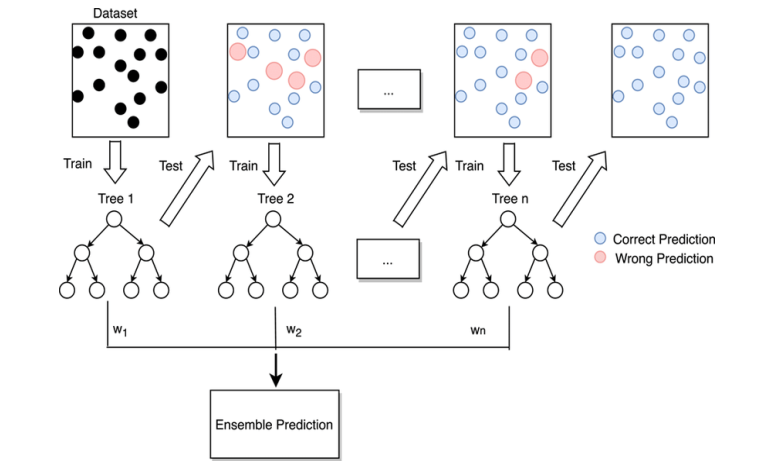 Dataset
...
Train
Test
Train
Test
Train
Test
Tree 1
Tree 2
Tree n
...
Correct Prediction
Wrong Prediction
w1
w2
wn
Ensemble Prediction